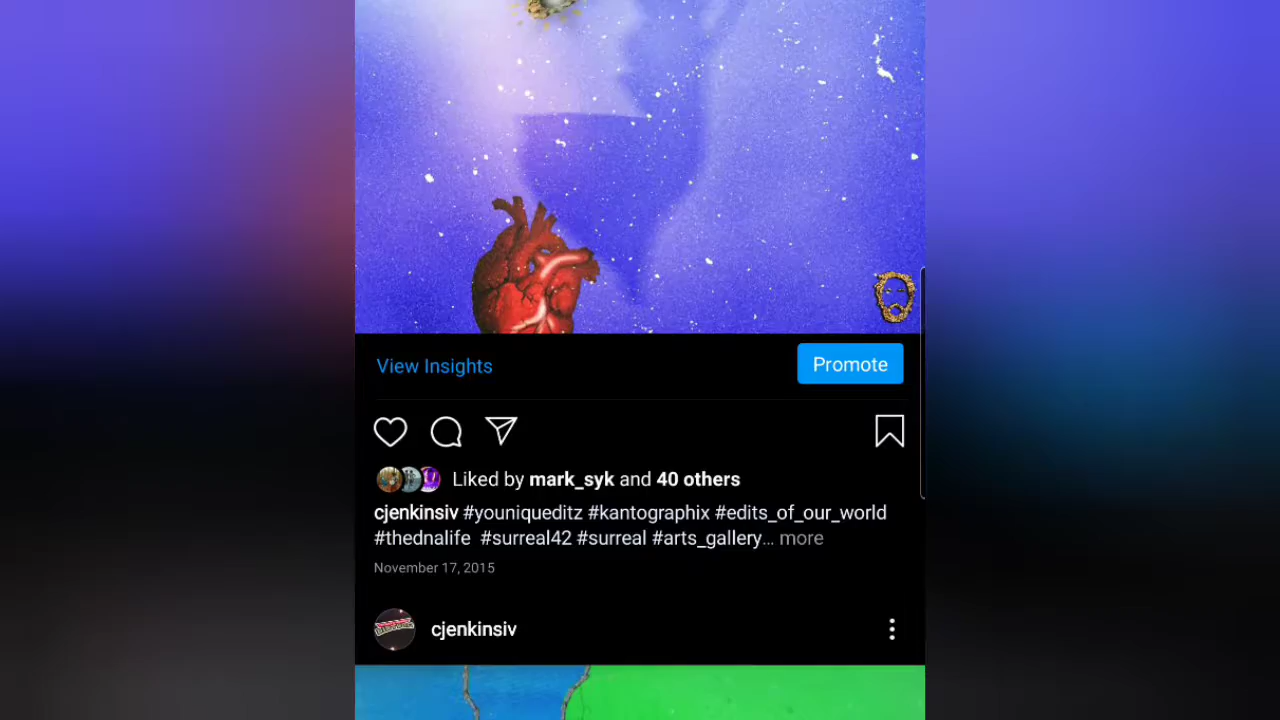 View Insights
Promote
Liked by mark_syk and 40 others
cjenkinsiv #youniqueditz #kantographix #edits_of_our_world
#thednalife #surreal42 #surreal #arts_gallery... more
November 17, 2015
cjenkinsiv